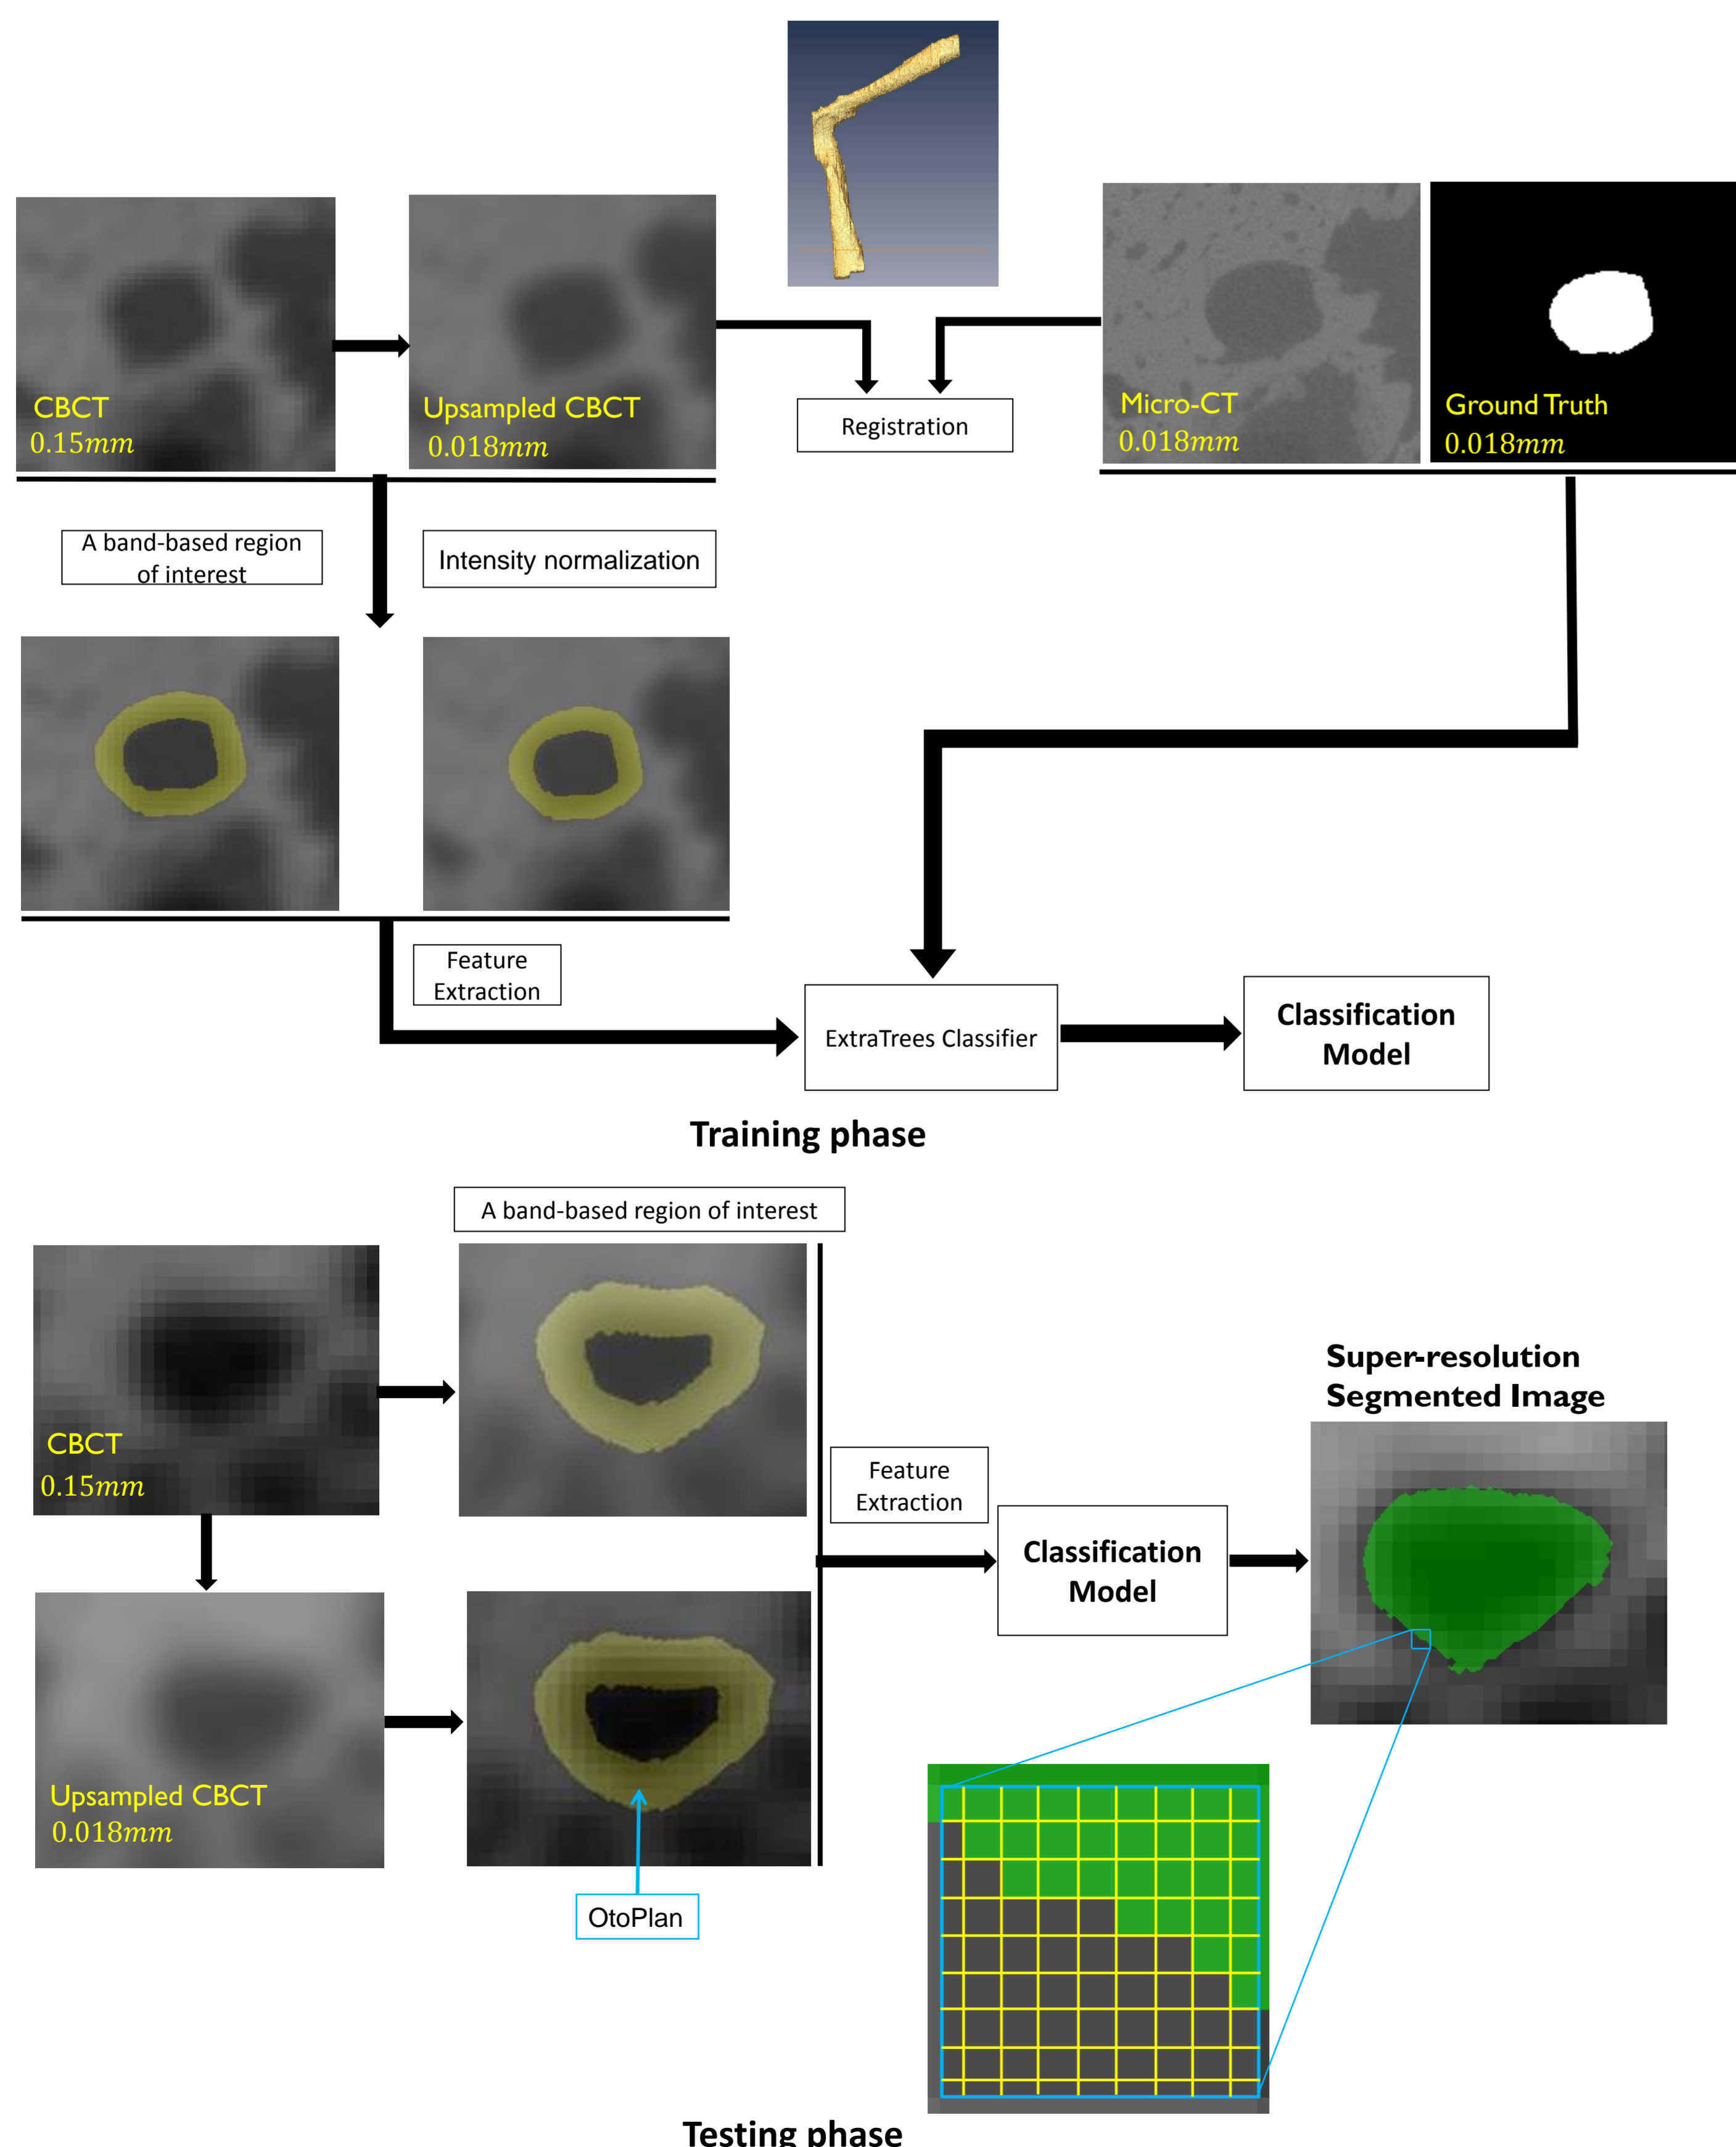 CBCT
0.15mm
Upsampled CBCT
0.018mm
Registration
Micro-CT
0.018mm
Ground Truth
0.018mm
A band-based region
of interest
Intensity normalization
Feature
Extraction
ExtraTrees Classifier
Classification
Model
Training phase
A band-based region of interest
CBCT
0.15mm
Upsampled CBCT
0.018mm
OtoPlan
Feature
Extraction
Classification
Model
Super-resolution
Segmented Image
Testing phase